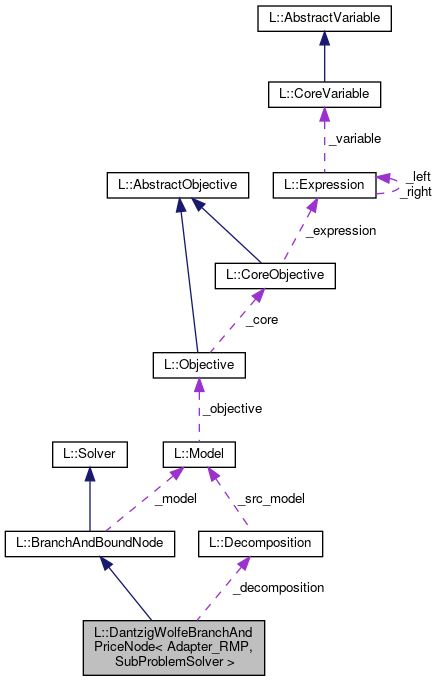 L::AbstractVariable
L::CoreVariable
_variable
L::AbstractObjective
L::Expression
_left
_right
_expression
L::CoreObjective
_core
L::Objective
_objective
L::Solver
L::Model
_model
_src_model
L::BranchAndBoundNode
L::Decomposition
_decomposition
L::DantzigWolfeBranchAnd
PriceNode< Adapter_RMP,
SubProblemSolver >